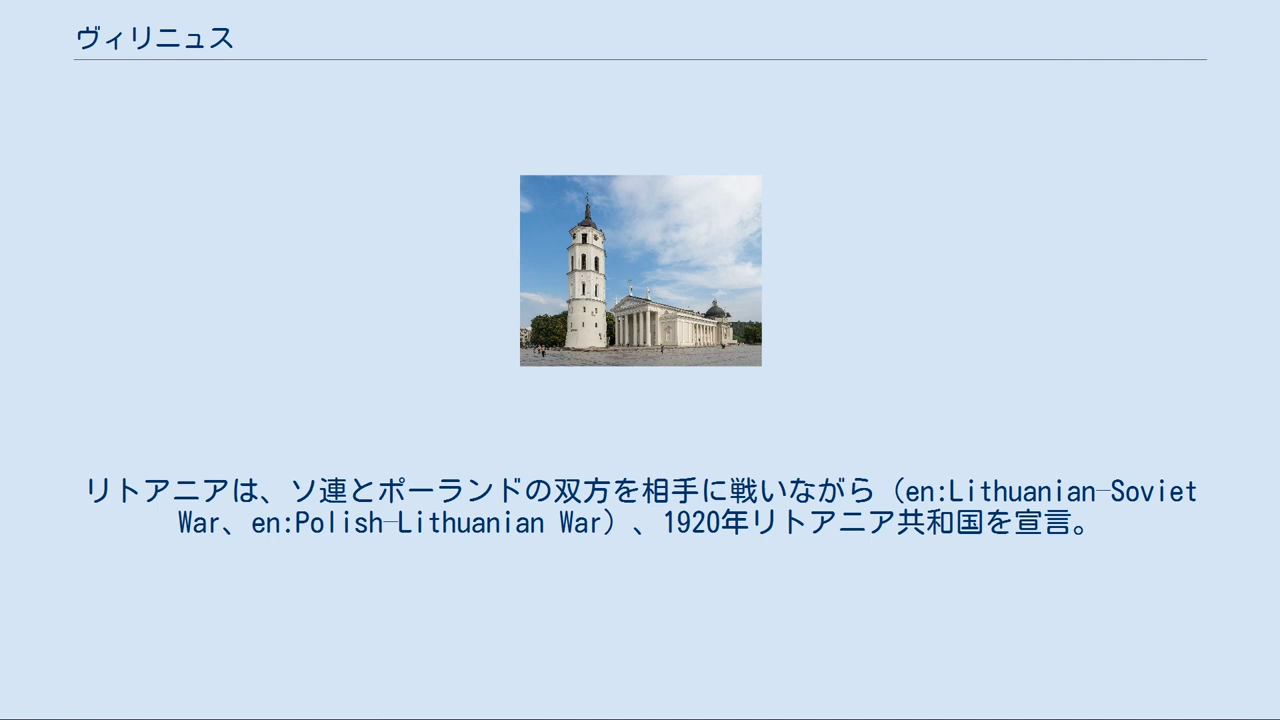 ヴィリニュス
リトアニアは、ソ連とポーランドの双方を相手に戦いながら（en:Lithuanian–Soviet
War、en:Polish–Lithuanian War）、1920年リトアニア共和国を宣言。